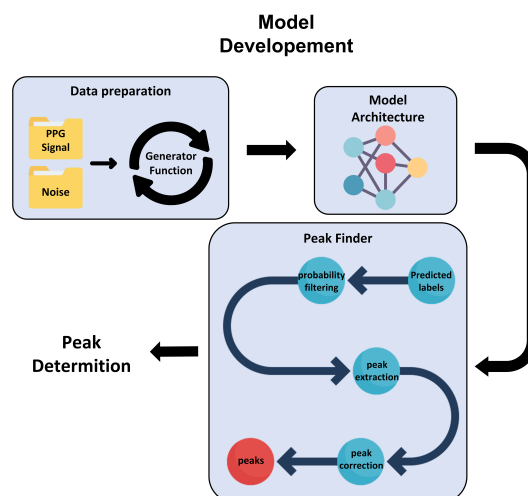 Model
Developement
Data preparation
PPG
Signal
Noise
Generator
Function
Model
Architecture
Peak Finder
Predicted
labels
probability
filtering
peak
extraction
peak
correction
peaks
Peak
Determition